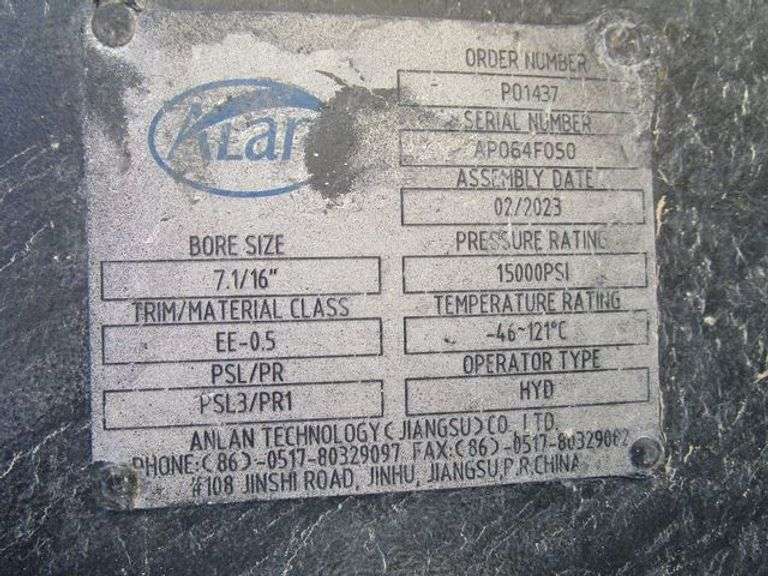 ALan
ORDER NUMBER
P01437
SERIAL NUMBER
AP064F050
ASSEMBLY DATE
02/2023
BORE SIZE
7.1/16"
PRESSURE RATING
15000PSI
TRIM/MATERIAL CLASS
EE-0.5
TEMPERATURE RATING
-46~121°C
PSL/PR
PSL3/PR1
OPERATOR TYPE
HYD
ANLAN TECHNOLOGY(JIANGSU)CO.,LTD.
PHONE:(86)-0517-80329097 FAX:(86)-0517-80329002
#108 JINSHI ROAD, JINHU, JIANGSU,P.R,CHINA